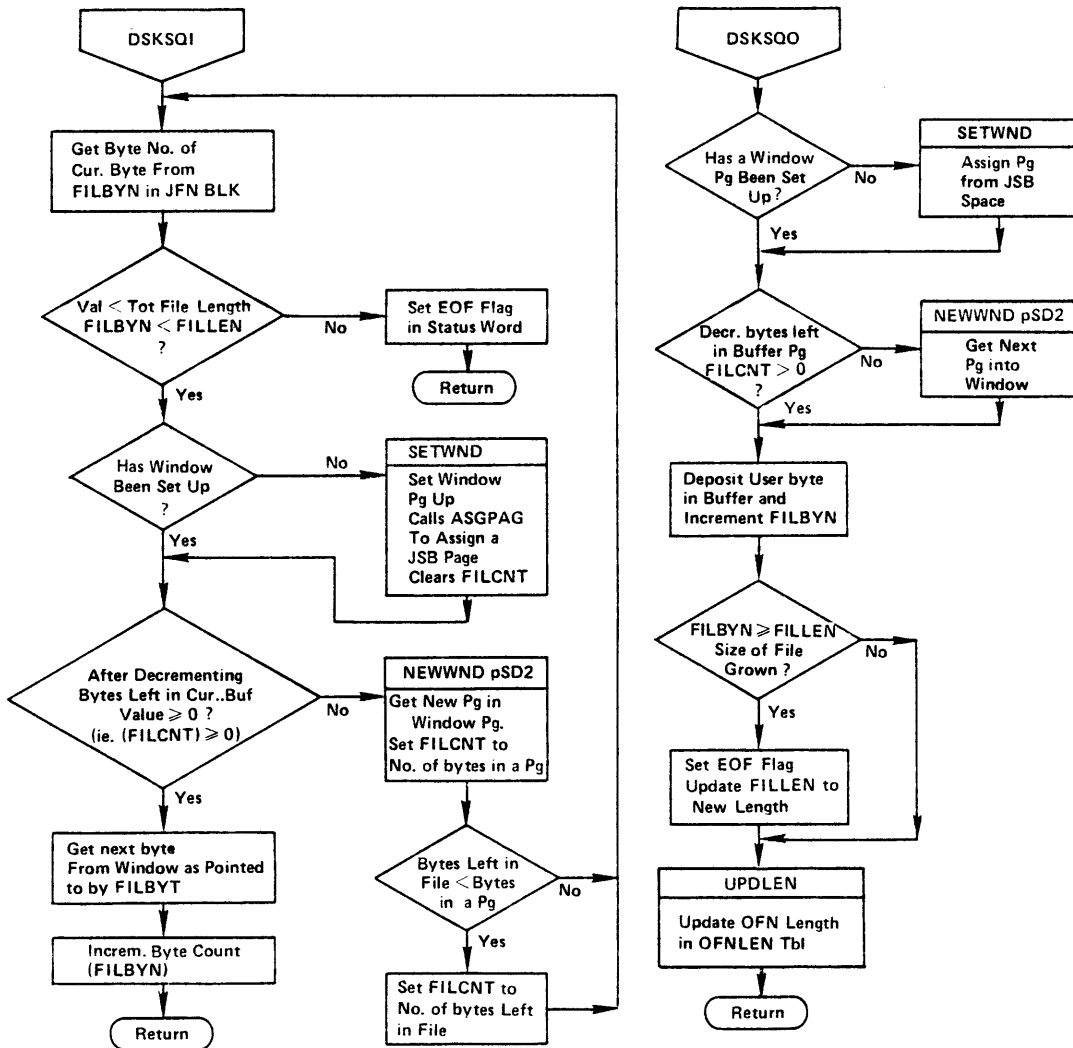 DSKSQI
Get Byte No. of
Cur. Byte From
FILBYN in JFN BLK
Val < Tot File Length
FILBYN < FILLEN
?
No
Set EOF Flag
in Status Word
Return
Yes
Has Window
Been Set Up
?
No
SETWND
Set Window
Pg Up
Calls ASGPAG
To Assign a
JSB Page
Clears FILCNT
Yes
After Decrementing
Bytes Left in Cur..Buf
Value ⩾ 0 ?
(ie. (FILCNT) ⩾ 0)
No
NEWWND pSD2
Get New Pg in
Window Pg.
Set FILCNT to
No. of bytes in a Pg
Yes
Get next byte
From Window as Pointed
to by FILBYT
Increm. Byte Count
(FILBYN)
Return
Bytes Left in
File < Bytes
in a Pg
No
Yes
Set FILCNT to
No. of bytes Left
in File
DSKSQO
Has a Window
Pg Been Set
Up ?
No
SETWND
Assign Pg
from JSB
Space
Yes
Decr. bytes left
in Buffer Pg
FILCNT > 0
?
No
NEWWND pSD2
Get Next
Pg into
Window
Yes
Deposit User byte
in Buffer and
Increment FILBYN
FILBYN ⩾ FILLEN
Size of File
Grown ?
No
Yes
Set EOF Flag
Update FILLEN to
New Length
UPDLEN
Update OFN Length
in OFNLEN Tbl
Return